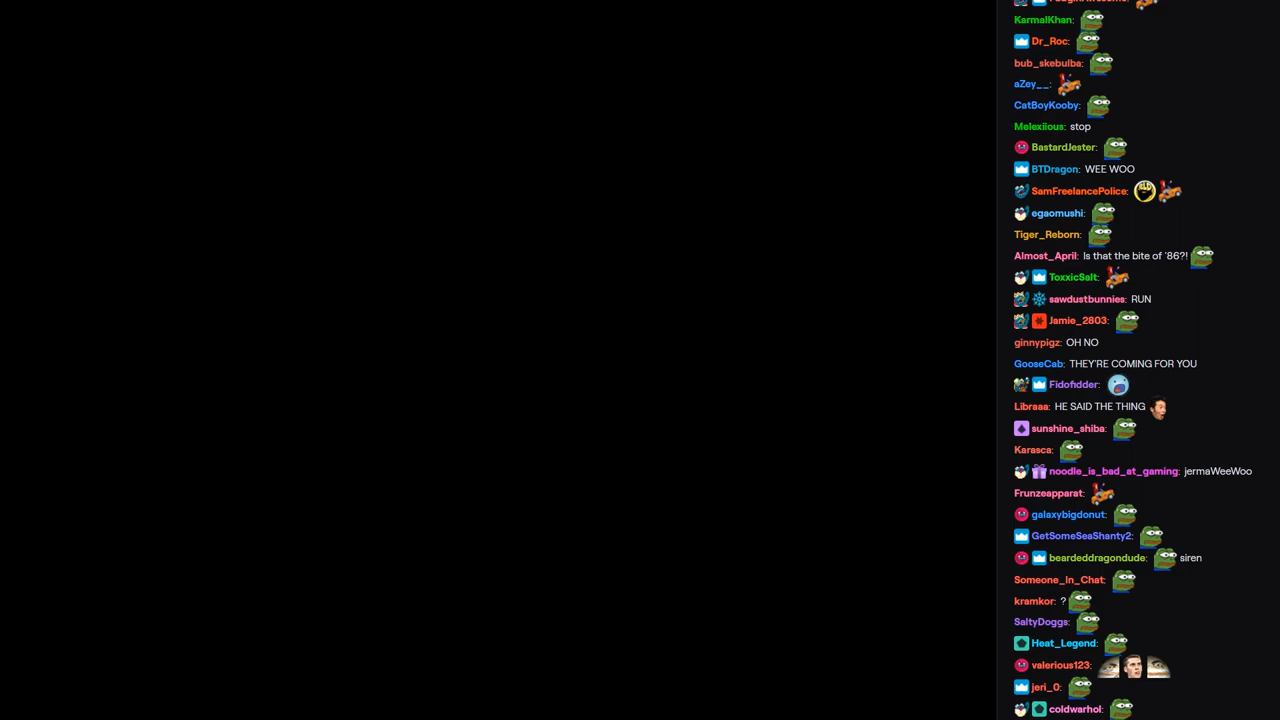 KarmalKhan:
Dr_Roc:
bub_skebulba:
aZey__:
CatBoyKooby:
Melexiious: stop
BastardJester:
BTDragon: WEE WOO
SamFreelancePolice:
egaomushi:
Tiger_Reborn:
Almost_April: Is that the bite of '86?!
ToxxicSalt:
sawdustbunnies: RUN
Jamie_2803:
ginnypigz: OH NO
GooseCab: THEY'RE COMING FOR YOU
Fidofidder:
Libraaa: HE SAID THE THING
sunshine_shiba:
Karasca:
noodle_is_bad_at_gaming: jermaWeeWoo
Frunzeapparat:
galaxybigdonut:
GetSomeSeaShanty2:
beardeddragondude: siren
Someone_In_Chat:
kramkor: ?
SaltyDoggs:
Heat_Legend:
valerious123:
jeri_0:
coldwarhol: